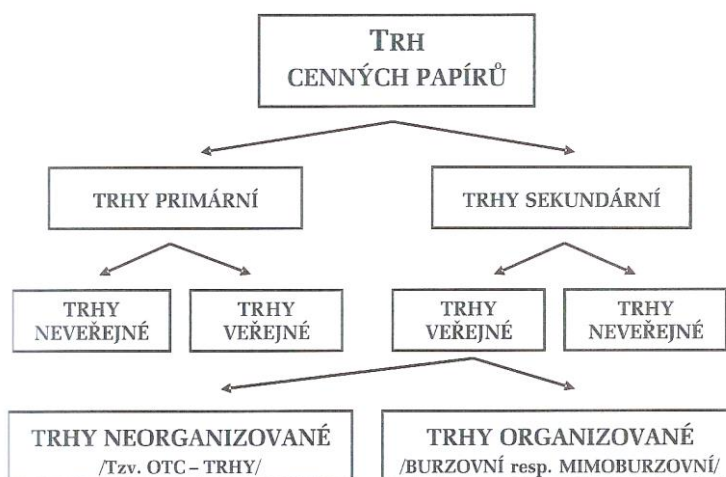 TRH
CENNÝCH PAPÍRŮ
TRHY PRIMÁRNÍ
TRHY SEKUNDÁRNÍ
TRHY
NEVEŘEJNÉ
TRHY
VEŘEJNÉ
TRHY
VEŘEJNÉ
TRHY
NEVEŘEJNÉ
TRHY NEORGANIZOVANÉ
/Tzv. OTC – TRHY/
TRHY ORGANIZOVANÉ
/BURZOVNÍ resp. MIMOBURZOVNÍ/